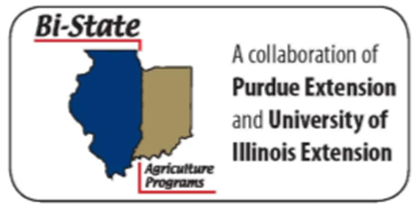 Bi-State
Agriculture
Programs
A collaboration of
Purdue Extension
and University of
Illinois Extension